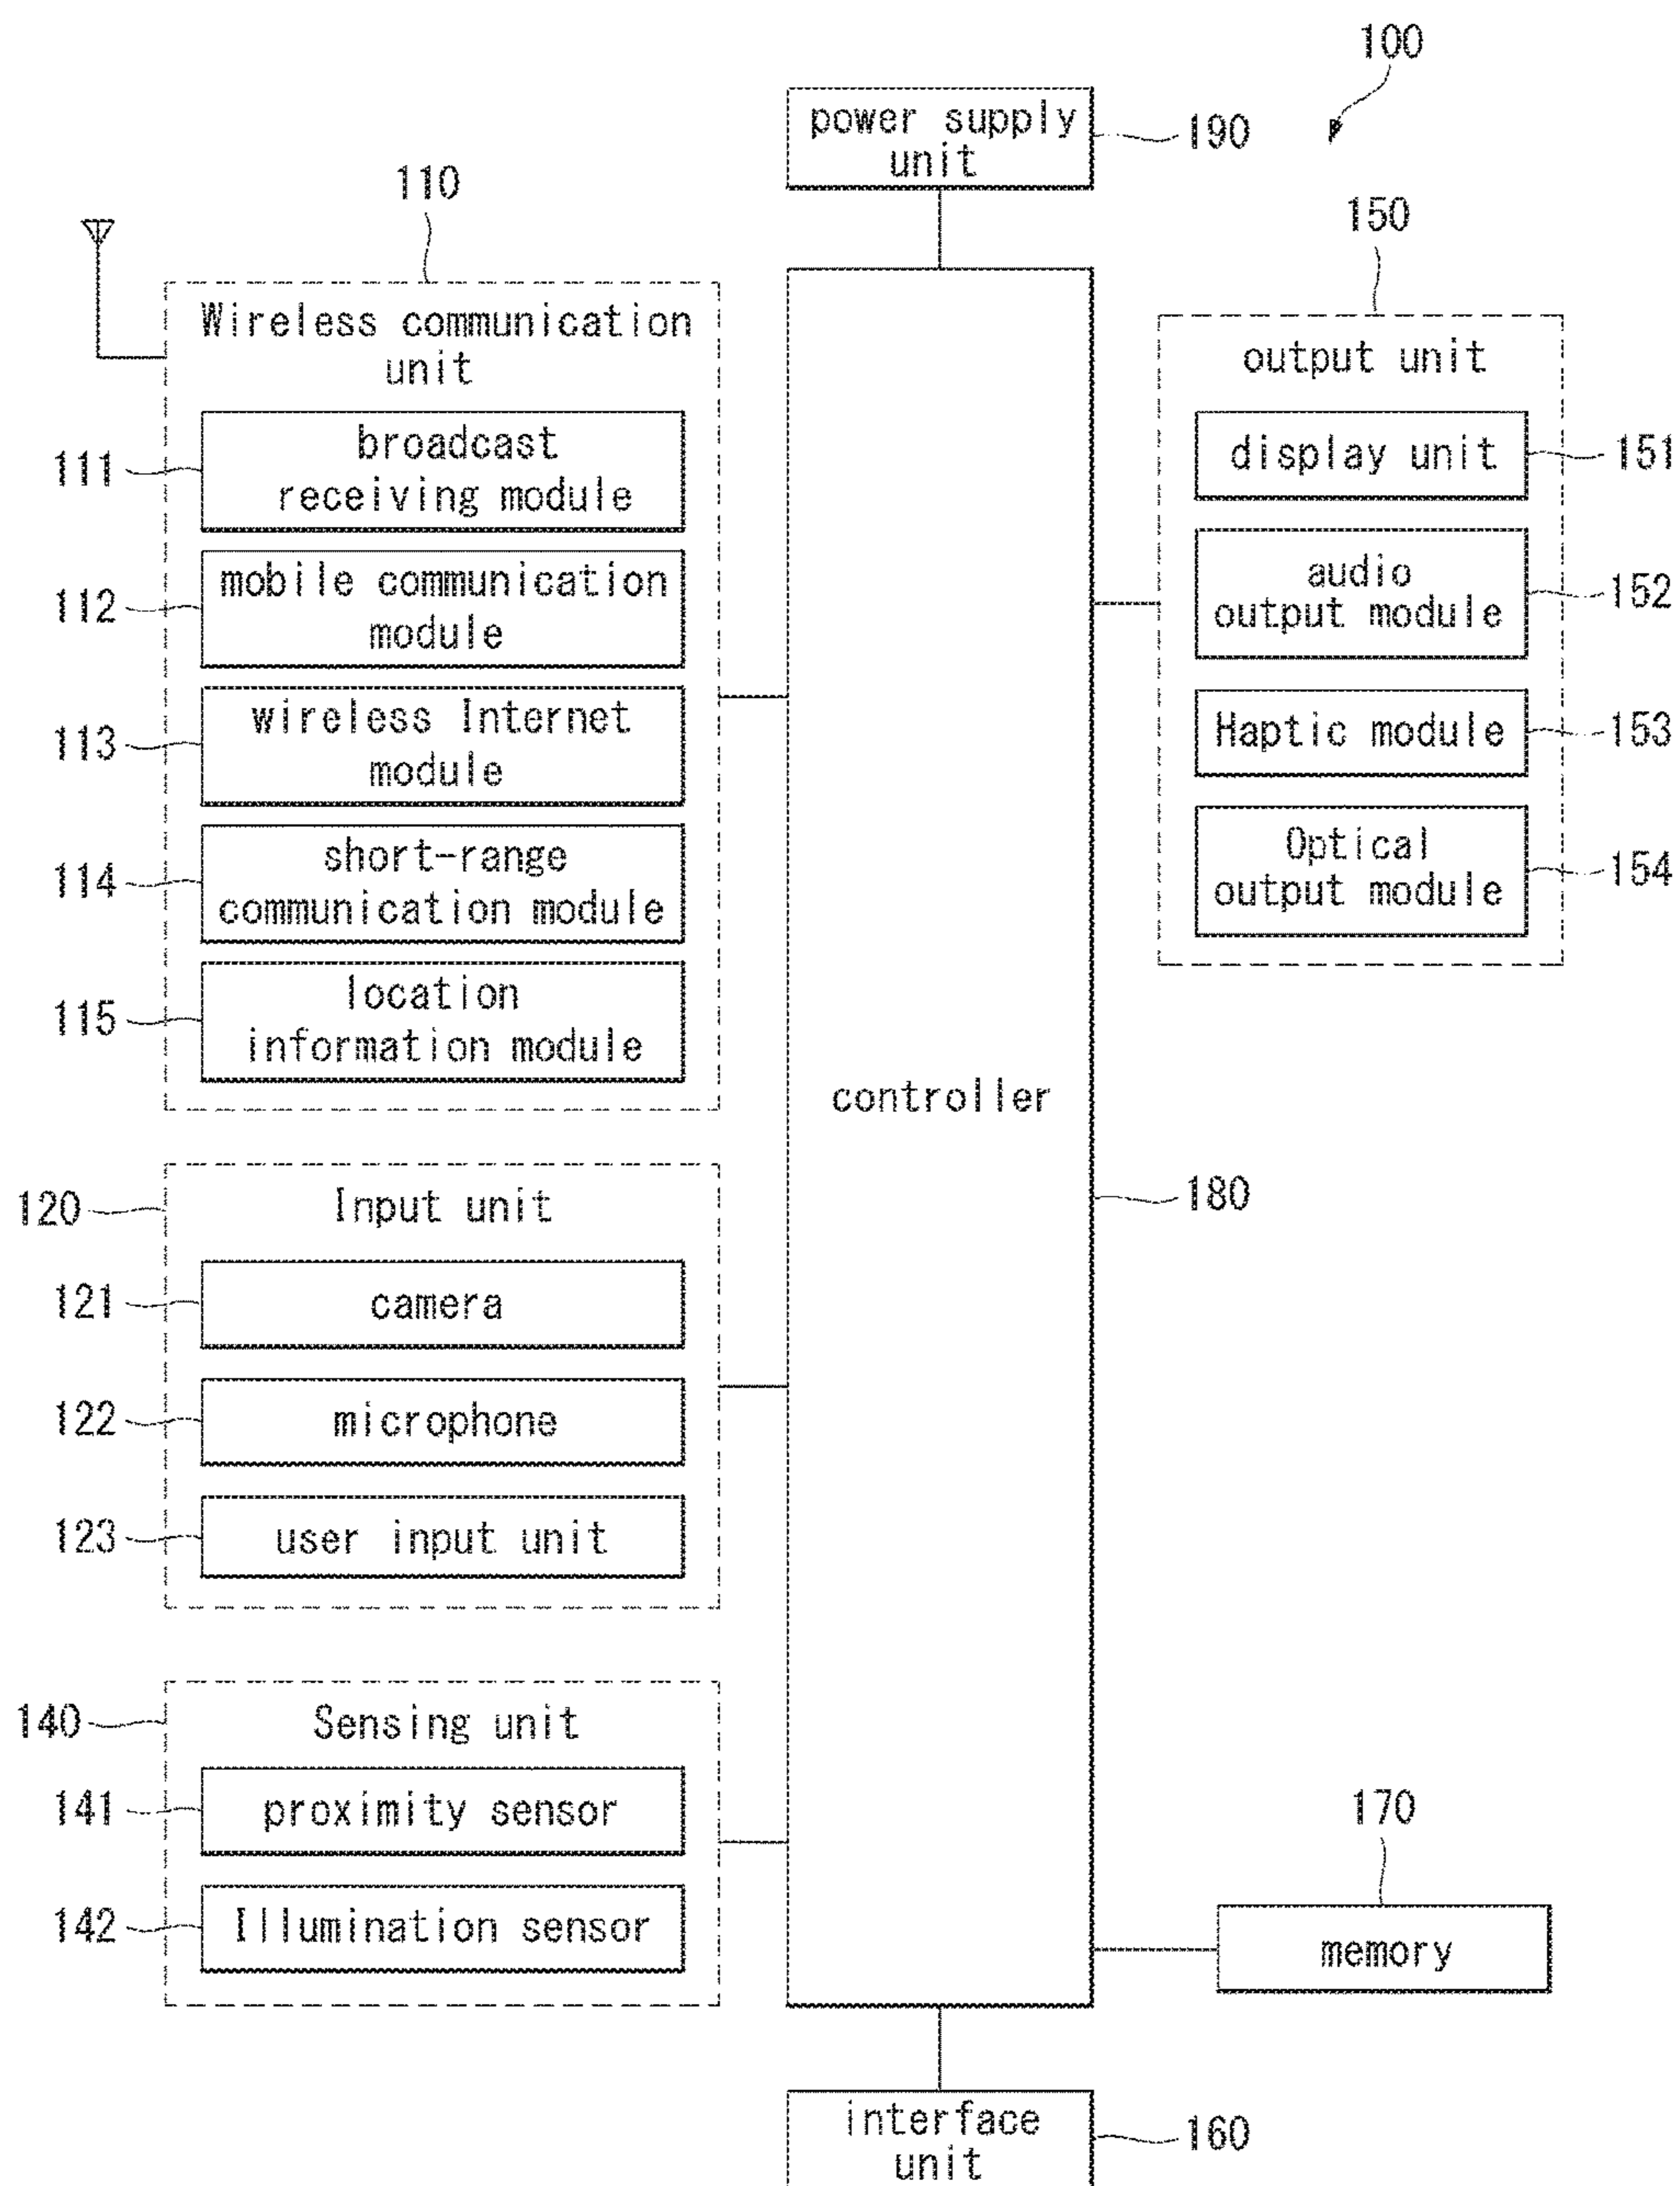 100
power supply
unit
190
110
150
Wireless communication
unit
output unit
111
broadcast
receiving module
display unit
151
112
mobile communication
module
audio
output module
152
113
wireless Internet
module
Haptic module
153
114
short-range
communication module
Optical
output module
154
115
location
information module
controller
180
120
Input unit
121
camera
122
microphone
123
user input unit
140
Sensing unit
141
proximity sensor
142
Illumination sensor
170
memory
interface
unit
160